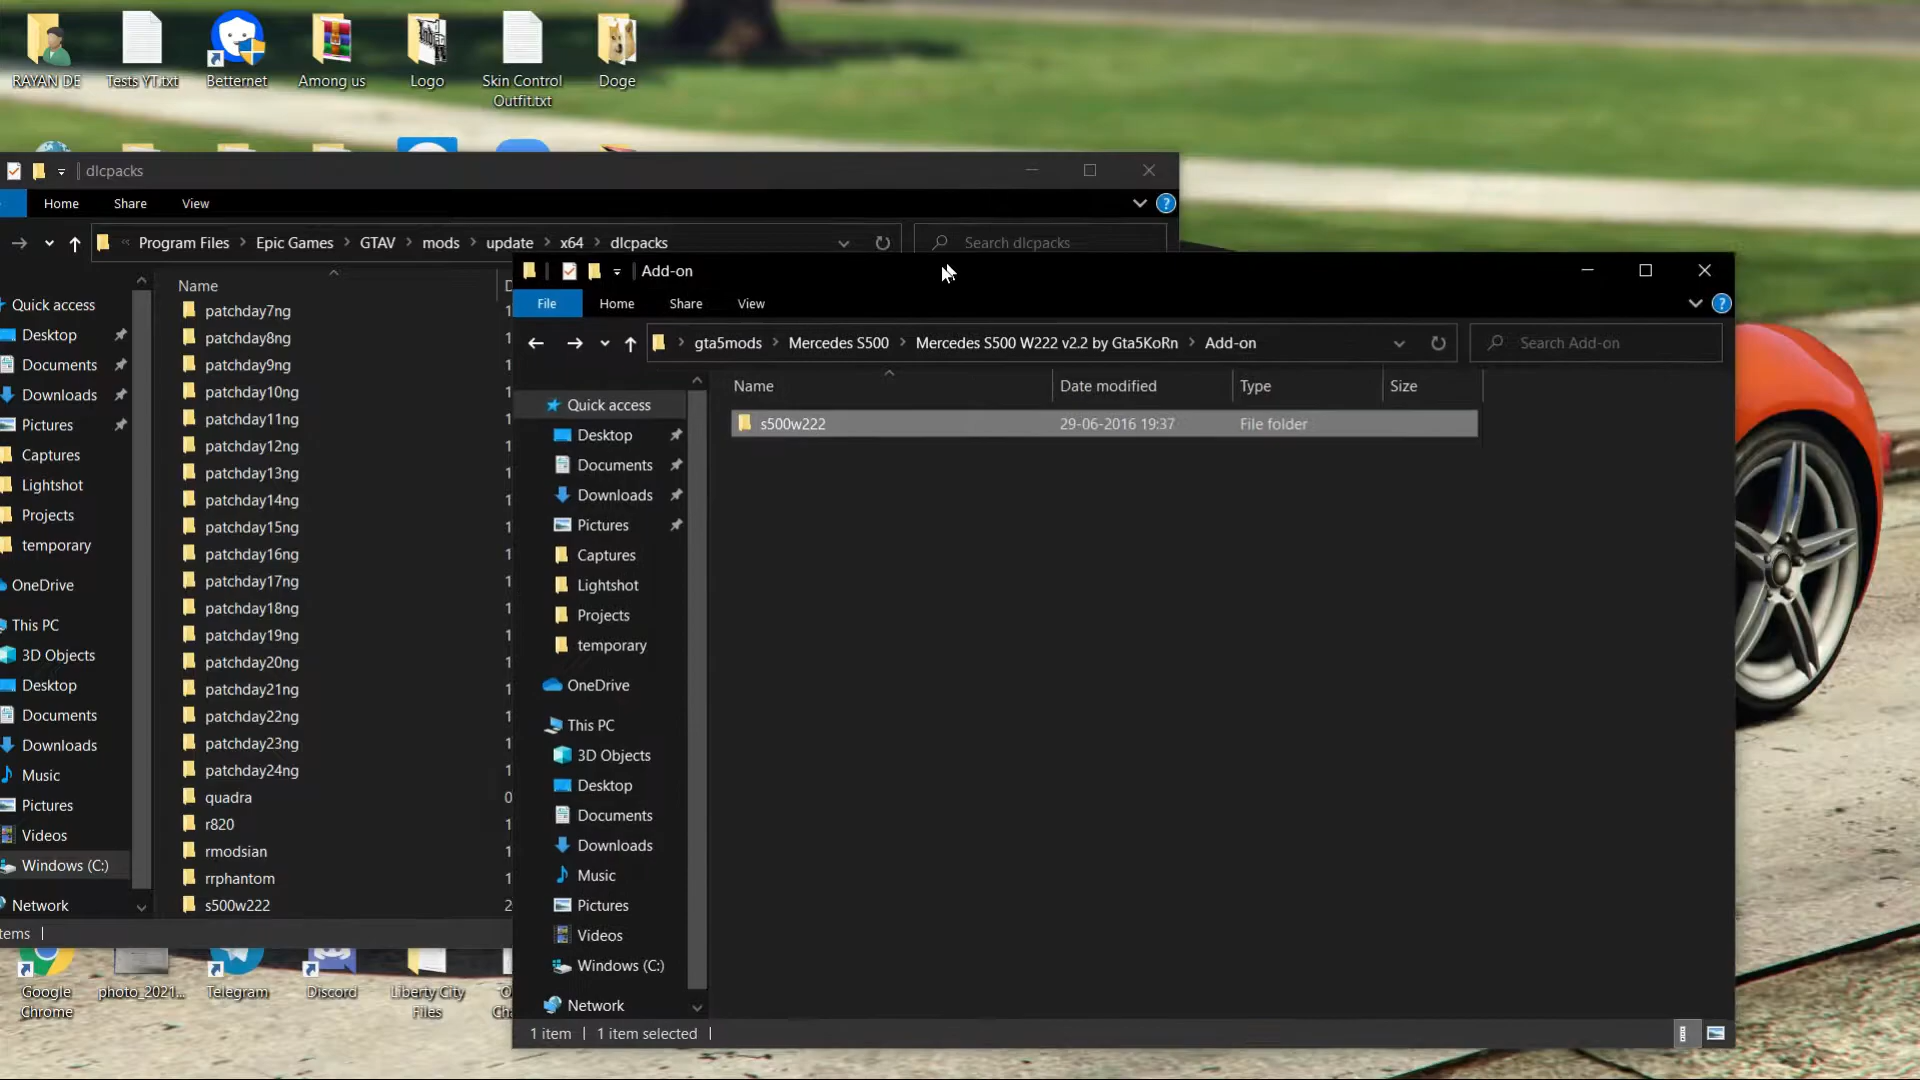 RAYAN DE
Tests YT.txt
Betternet
Among us
Logo
Skin Control
Outfit.txt
Doge
dlcpacks
Home
Share
View
Program Files
Epic Games
GTAV
mods
update
x64
dlcpacks
Search dlcpacks
Quick access
Desktop
Documents
Downloads
Pictures
Captures
Lightshot
Projects
temporary
OneDrive
This PC
3D Objects
Desktop
Documents
Downloads
Music
Pictures
Videos
Windows (C:)
Network
Name
patchday7ng
patchday8ng
patchday9ng
patchday10ng
patchday11ng
patchday12ng
patchday13ng
patchday14ng
patchday15ng
patchday16ng
patchday17ng
patchday18ng
patchday19ng
patchday20ng
patchday21ng
patchday22ng
patchday23ng
patchday24ng
quadra
r820
rmodsian
rrphantom
s500w222
Add-on
File
Home
Share
View
gta5mods
Mercedes S500
Mercedes S500 W222 v2.2 by Gta5KoRn
Add-on
Search Add-on
Quick access
Desktop
Documents
Downloads
Pictures
Captures
Lightshot
Projects
temporary
OneDrive
This PC
3D Objects
Desktop
Documents
Downloads
Music
Pictures
Videos
Windows (C:)
Network
Name
Date modified
Type
Size
s500w222
29-06-2016 19:37
File folder
1 item
1 item selected
Google
Chrome
photo_2021...
Telegram
Discord
Liberty City
Files